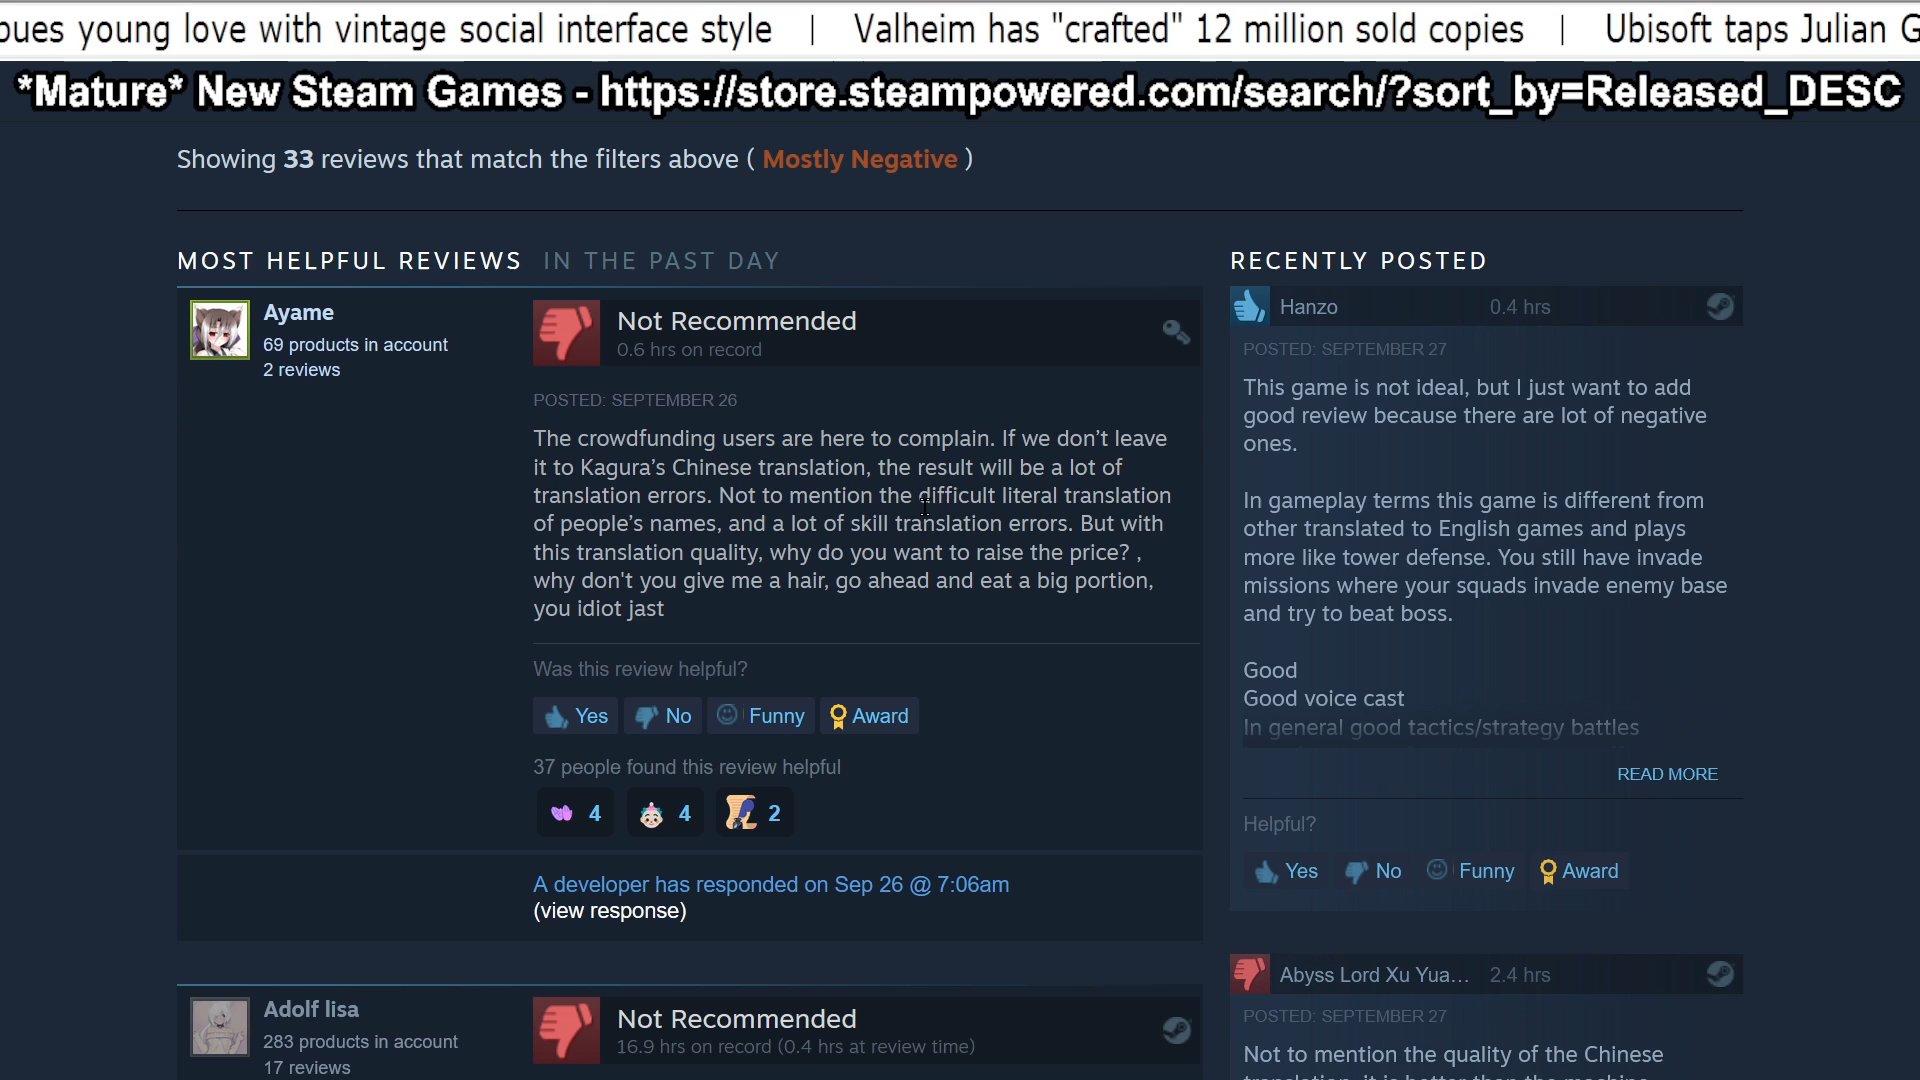 young love with vintage social interface style | Valheim has "crafted" 12 million sold copies | Ubisoft taps Julian
*Mature* New Steam Games - https://store.steampowered.com/search/?sort_by=Released_DESC
Showing 33 reviews that match the filters above ( Mostly Negative )
MOST HELPFUL REVIEWS IN THE PAST DAY
Ayame
69 products in account
2 reviews
Not Recommended
0.6 hrs on record
POSTED: SEPTEMBER 26
The crowdfunding users are here to complain. If we don’t leave
it to Kagura’s Chinese translation, the result will be a lot of
translation errors. Not to mention the difficult literal translation
of people’s names, and a lot of skill translation errors. But with
this translation quality, why do you want to raise the price? ,
why don't you give me a hair, go ahead and eat a big portion,
you idiot jast
Was this review helpful?
Yes No Funny Award
37 people found this review helpful
4 4 2
A developer has responded on Sep 26 @ 7:06am
(view response)
Adolf lisa
283 products in account
17 reviews
Not Recommended
16.9 hrs on record (0.4 hrs at review time)
RECENTLY POSTED
Hanzo 0.4 hrs
POSTED: SEPTEMBER 27
This game is not ideal, but I just want to add
good review because there are lot of negative
ones.
In gameplay terms this game is different from
other translated to English games and plays
more like tower defense. You still have invade
missions where your squads invade enemy base
and try to beat boss.
Good
Good voice cast
In general good tactics/strategy battles
READ MORE
Helpful?
Yes No Funny Award
Abyss Lord Xu Yua... 2.4 hrs
POSTED: SEPTEMBER 27
Not to mention the quality of the Chinese